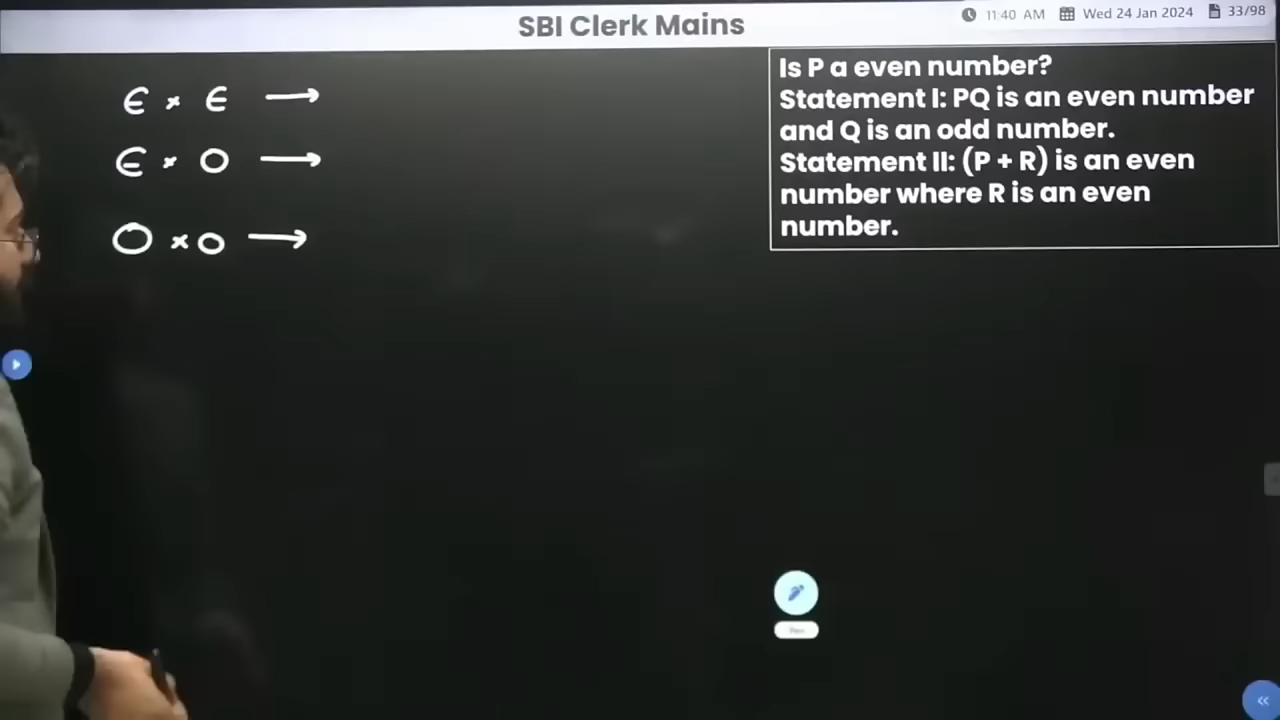 SBI Clerk Mains
11:40 AM Wed 24 Jan 2024 33/98
Is P a even number?
Statement I: PQ is an even number
and Q is an odd number.
Statement II: (P + R) is an even
number where R is an even
number.
E × E →
E × O →
O × O →